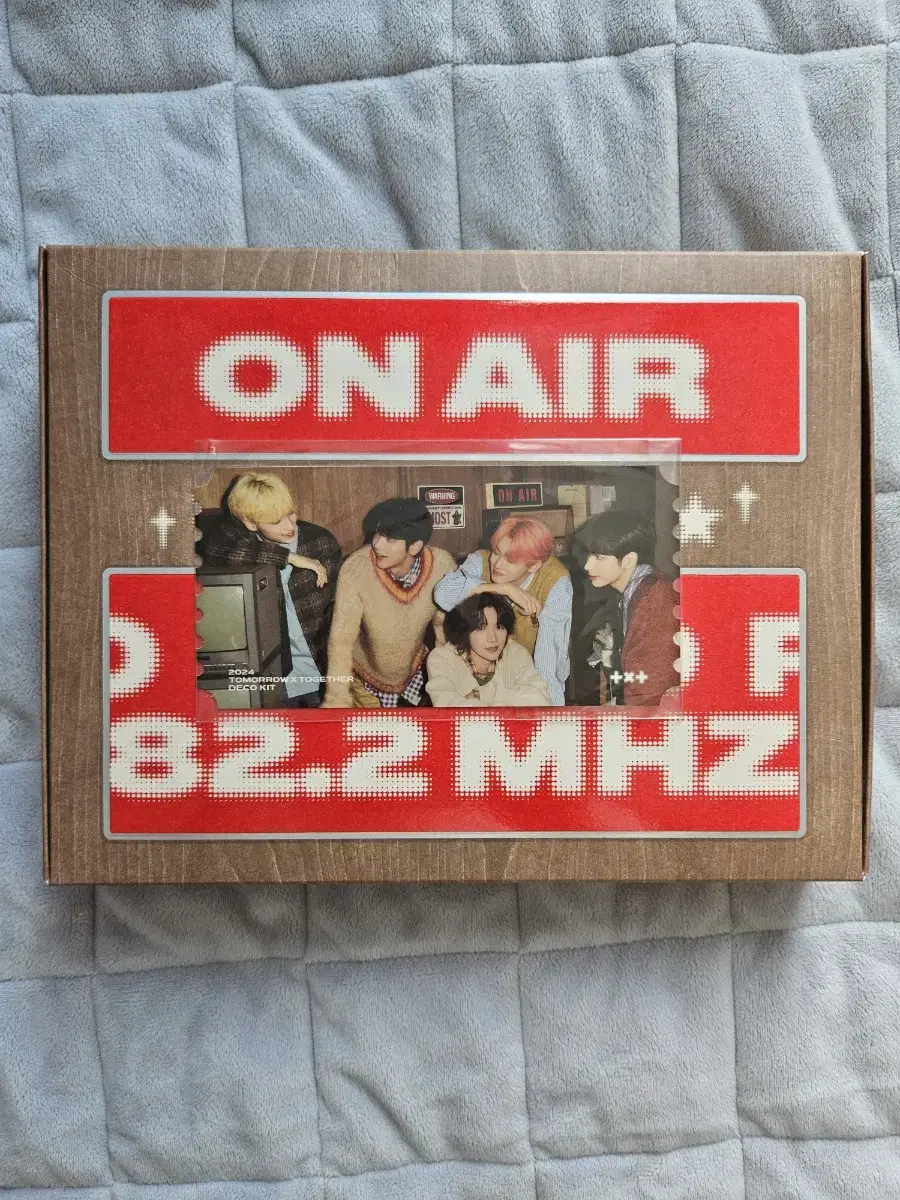 ON AIR
WARNING
ON AIR
2024
TOMORROW X TOGETHER
DECO KIT
+x+
82.2 MHZ